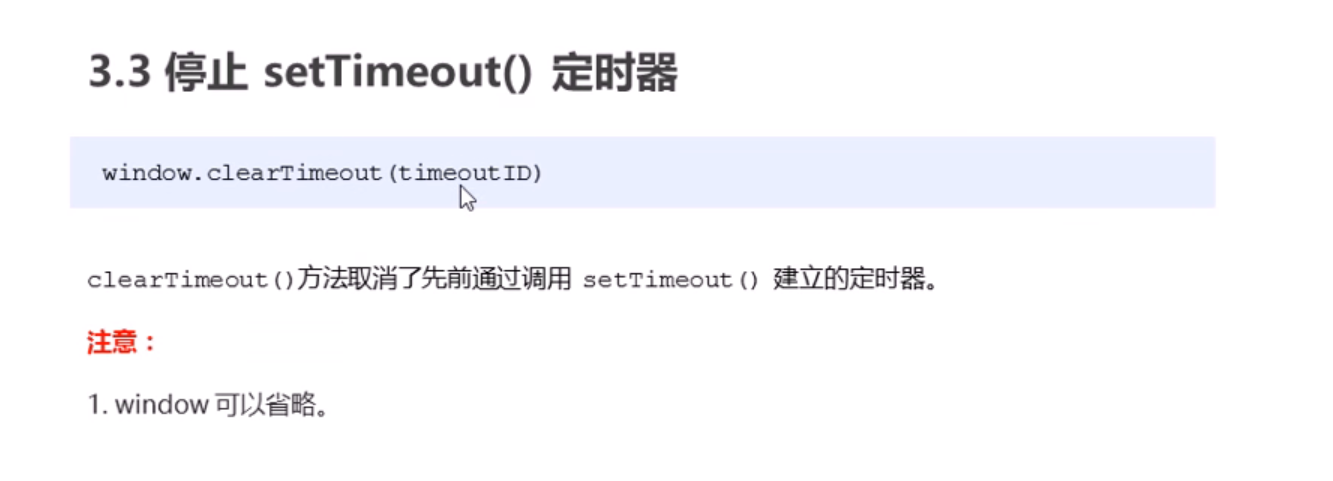 3.3 停止 setTimeout() 定时器
window.clearTimeout(timeoutID)
clearTimeout()方法取消了先前通过调用 setTimeout() 建立的定时器。
注意：
1. window 可以省略。